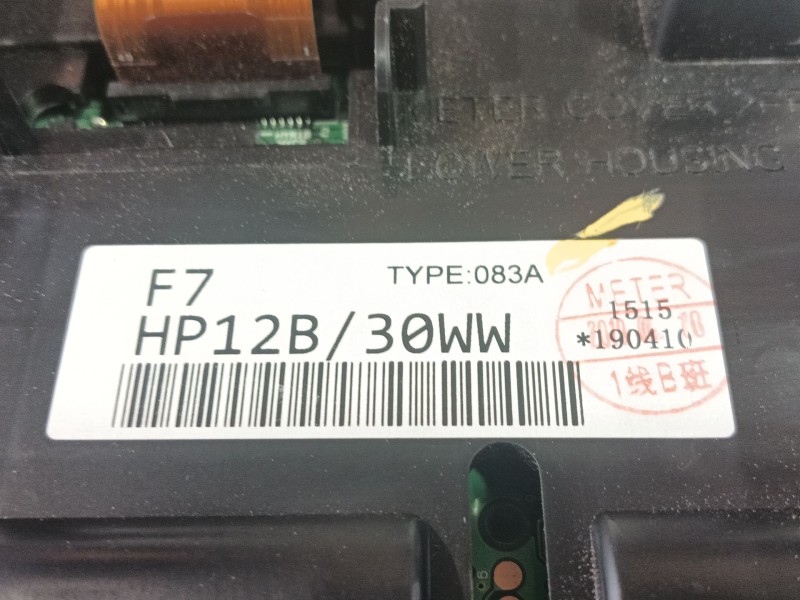 METER COVER
LOWER HOUSING
F7
TYPE:083A
HP12B/30WW
METER
1515
*190410
1线B班